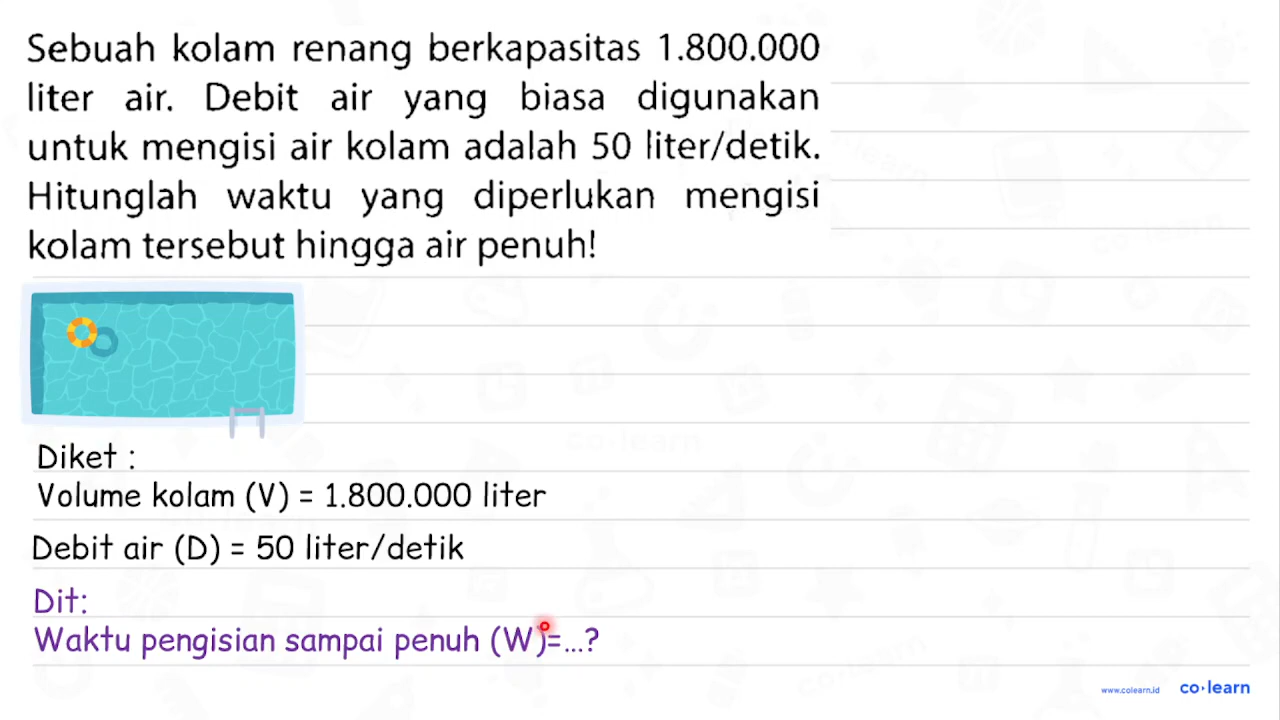 Sebuah kolam renang berkapasitas 1.800.000
liter air. Debit air yang biasa digunakan
untuk mengisi air kolam adalah 50 liter/detik.
Hitunglah waktu yang diperlukan mengisi
kolam tersebut hingga air penuh!
Diket :
Volume kolam (V) = 1.800.000 liter
Debit air (D) = 50 liter/detik
Dit:
Waktu pengisian sampai penuh (W)=...?
www.colearn.id co·learn